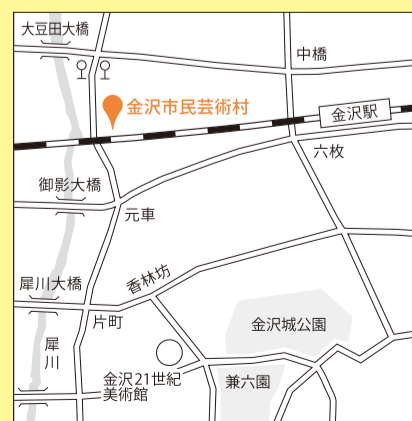 大豆田大橋
中橋
金沢市民芸術村
金沢駅
六枚
御影大橋
元車
香林坊
犀川大橋
片町
金沢城公園
犀川
金沢21世紀
美術館
兼六園